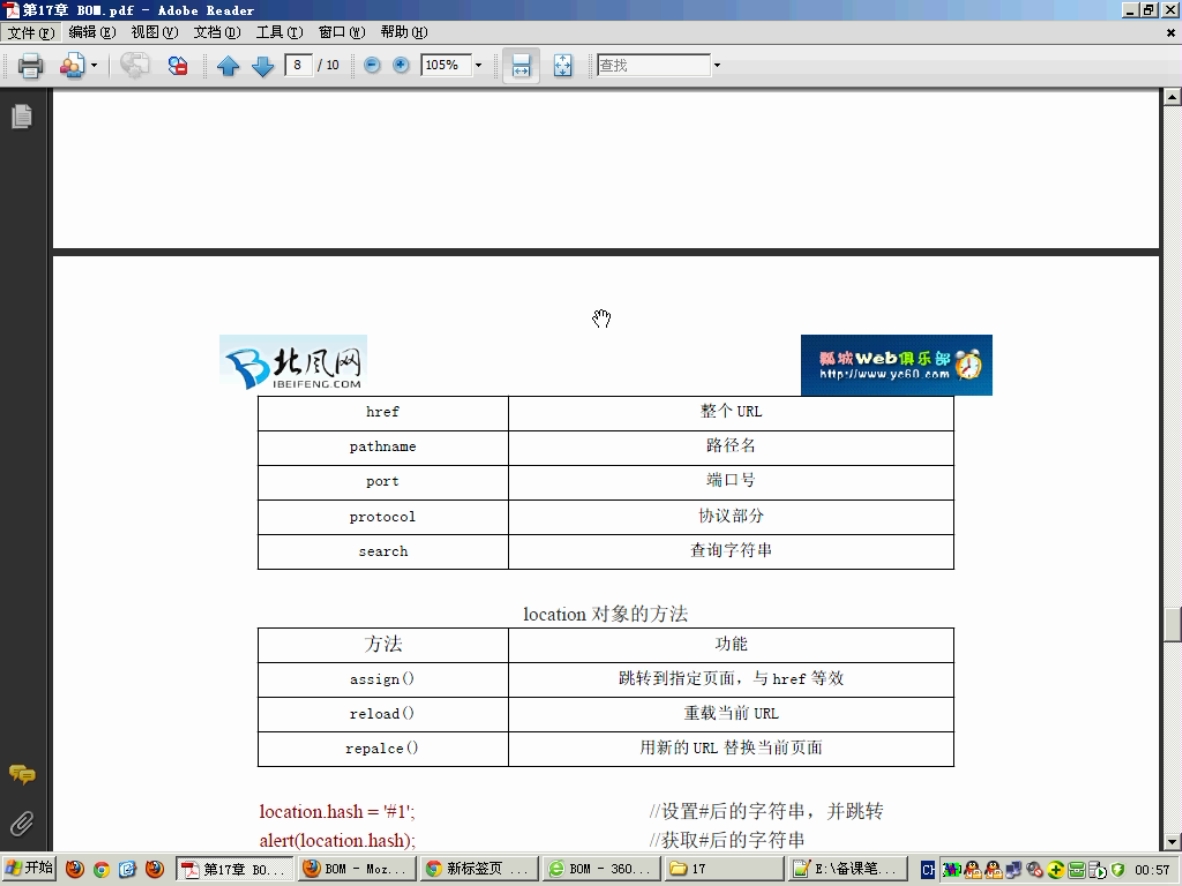 第17章 BOM.pdf - Adobe Reader
文件(F) 编辑(E) 视图(V) 文档(D) 工具(T) 窗口(W) 帮助(H)
8 / 10 105% 查找
北风网
IBEIFENG.COM
瓢城Web俱乐部
http://www.yc60.com
href 整个 URL
pathname 路径名
port 端口号
protocol 协议部分
search 查询字符串
location 对象的方法
方法 功能
assign() 跳转到指定页面，与 href 等效
reload() 重载当前 URL
repalce() 用新的 URL 替换当前页面
location.hash = '#1'; //设置#后的字符串，并跳转
alert(location.hash); //获取#后的字符串
开始 第17章 BO... BOM - Moz... 新标签页 ... BOM - 360... 17 E:\备课笔... CH 00:57